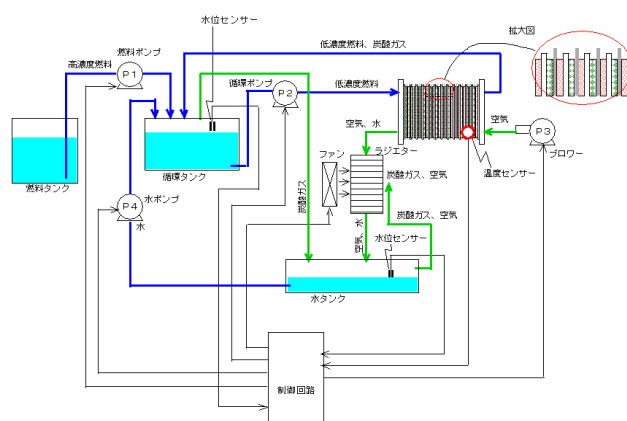 水位センサー
拡大図
低濃度燃料、炭酸ガス
燃料ポンプ
高濃度燃料
P1
循環ポンプ
P2
低濃度燃料
空気
P3
ブロワー
空気、水
ファン
ラジエター
温度センサー
循環タンク
燃料タンク
炭酸ガス、空気
水ポンプ
P4
水
炭酸ガス
炭酸ガス、空気
空気、水
水位センサー
水タンク
制御回路